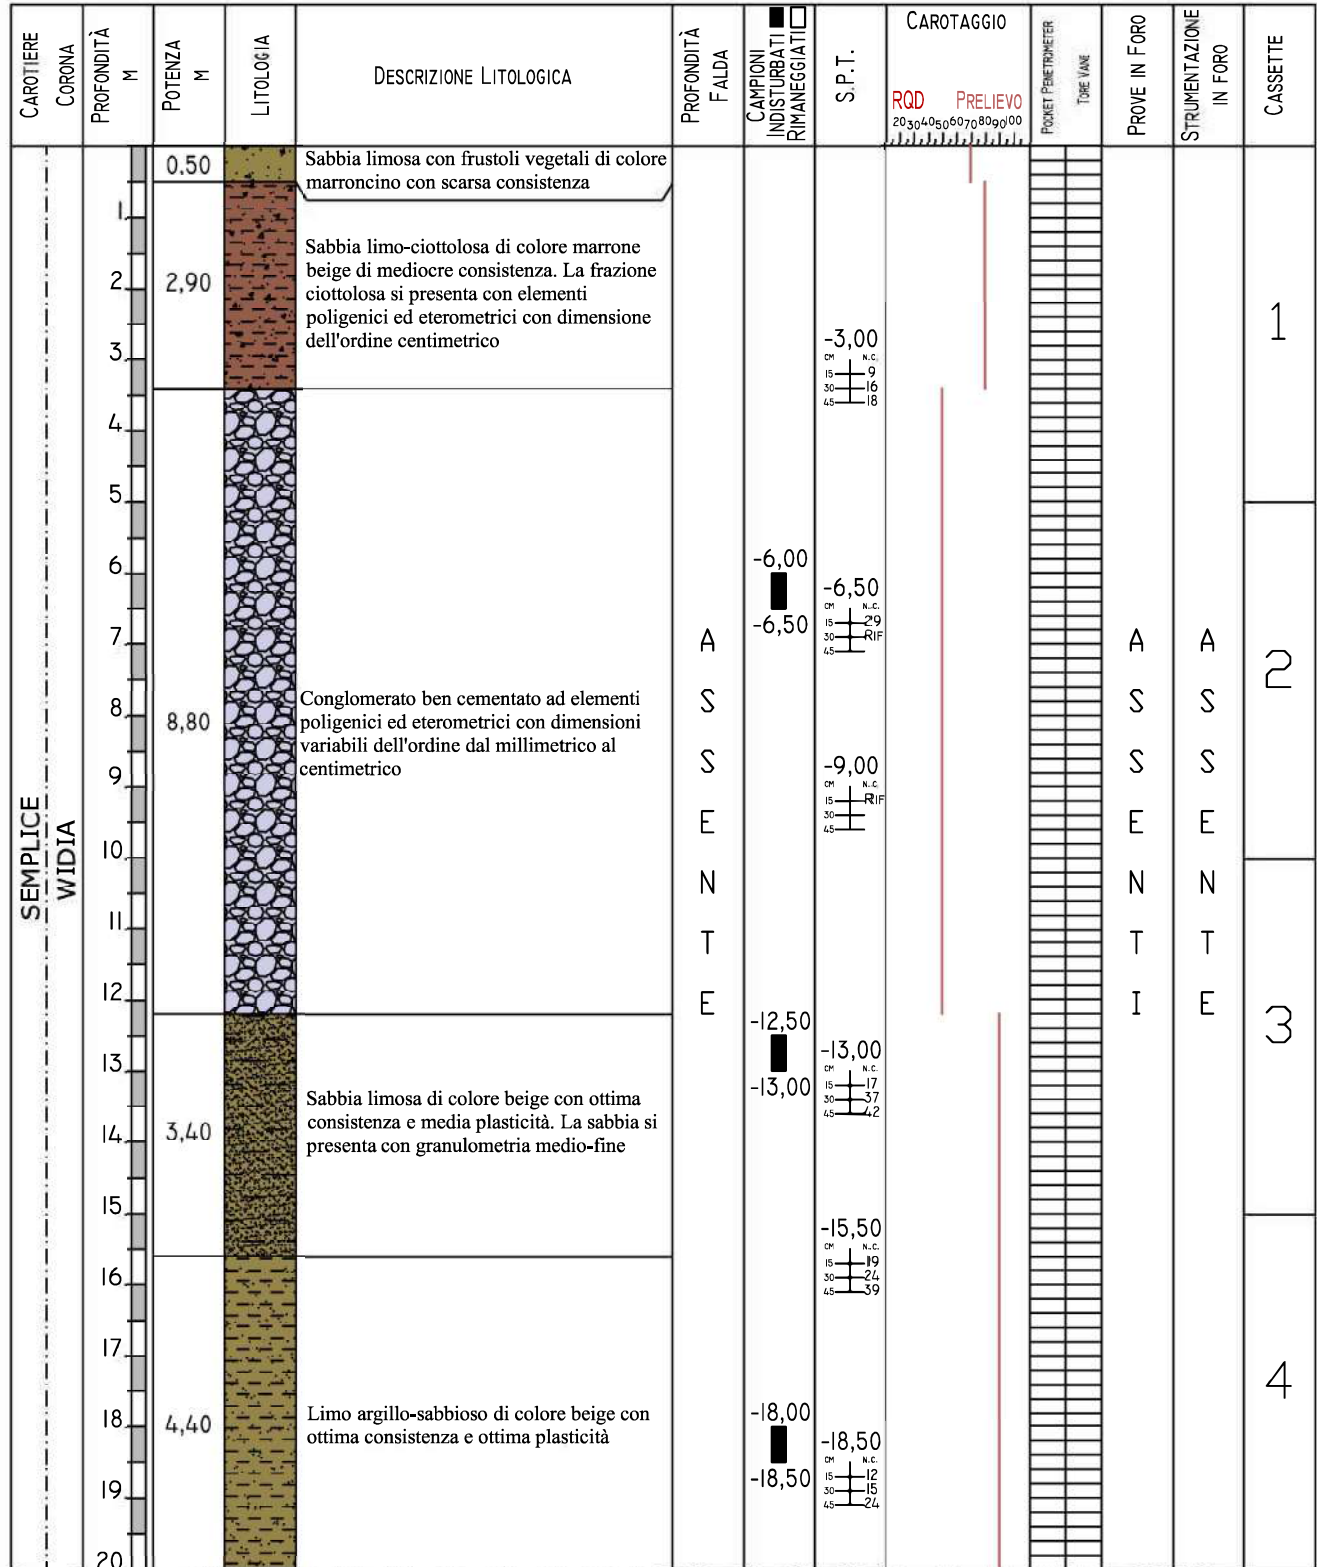 CAROTIERE
CORONA
PROFONDITÀ
M
POTENZA
M
LITOLOGIA
DESCRIZIONE LITOLOGICA
PROFONDITÀ
FALDA
CAMPIONI
INDISTURBATI
RIMANEGGIATI
S.P.T.
CAROTAGGIO
RQD PRELIEVO
20 30 40 50 60 70 80 90 100
POCKET PENETROMETER
TORE VANE
PROVE IN FORO
STRUMENTAZIONE
IN FORO
CASSETTE
SEMPLICE
WIDIA
1
2
3
4
5
6
7
8
9
10
11
12
13
14
15
16
17
18
19
20
0,50
2,90
8,80
3,40
4,40
Sabbia limosa con frustoli vegetali di colore
marroncino con scarsa consistenza
Sabbia limo-ciottolosa di colore marrone
beige di mediocre consistenza. La frazione
ciottolosa si presenta con elementi
poligenici ed eterometrici con dimensione
dell'ordine centimetrico
Conglomerato ben cementato ad elementi
poligenici ed eterometrici con dimensioni
variabili dell'ordine dal millimetrico al
centimetrico
Sabbia limosa di colore beige con ottima
consistenza e media plasticità. La sabbia si
presenta con granulometria medio-fine
Limo argillo-sabbioso di colore beige con
ottima consistenza e ottima plasticità
ASSENTE
-6,00
-6,50
-12,50
-13,00
-18,00
-18,50
-3,00
CM N.C.
15 9
30 16
45 18
-6,50
CM N.C.
15 29
30 RIF
45
-9,00
CM N.C.
15 RIF
30
45
-13,00
CM N.C.
15 17
30 37
45 42
-15,50
CM N.C.
15 19
30 24
45 39
-18,50
CM N.C.
15 12
30 15
45 24
ASSENTI
ASSENTE
1
2
3
4